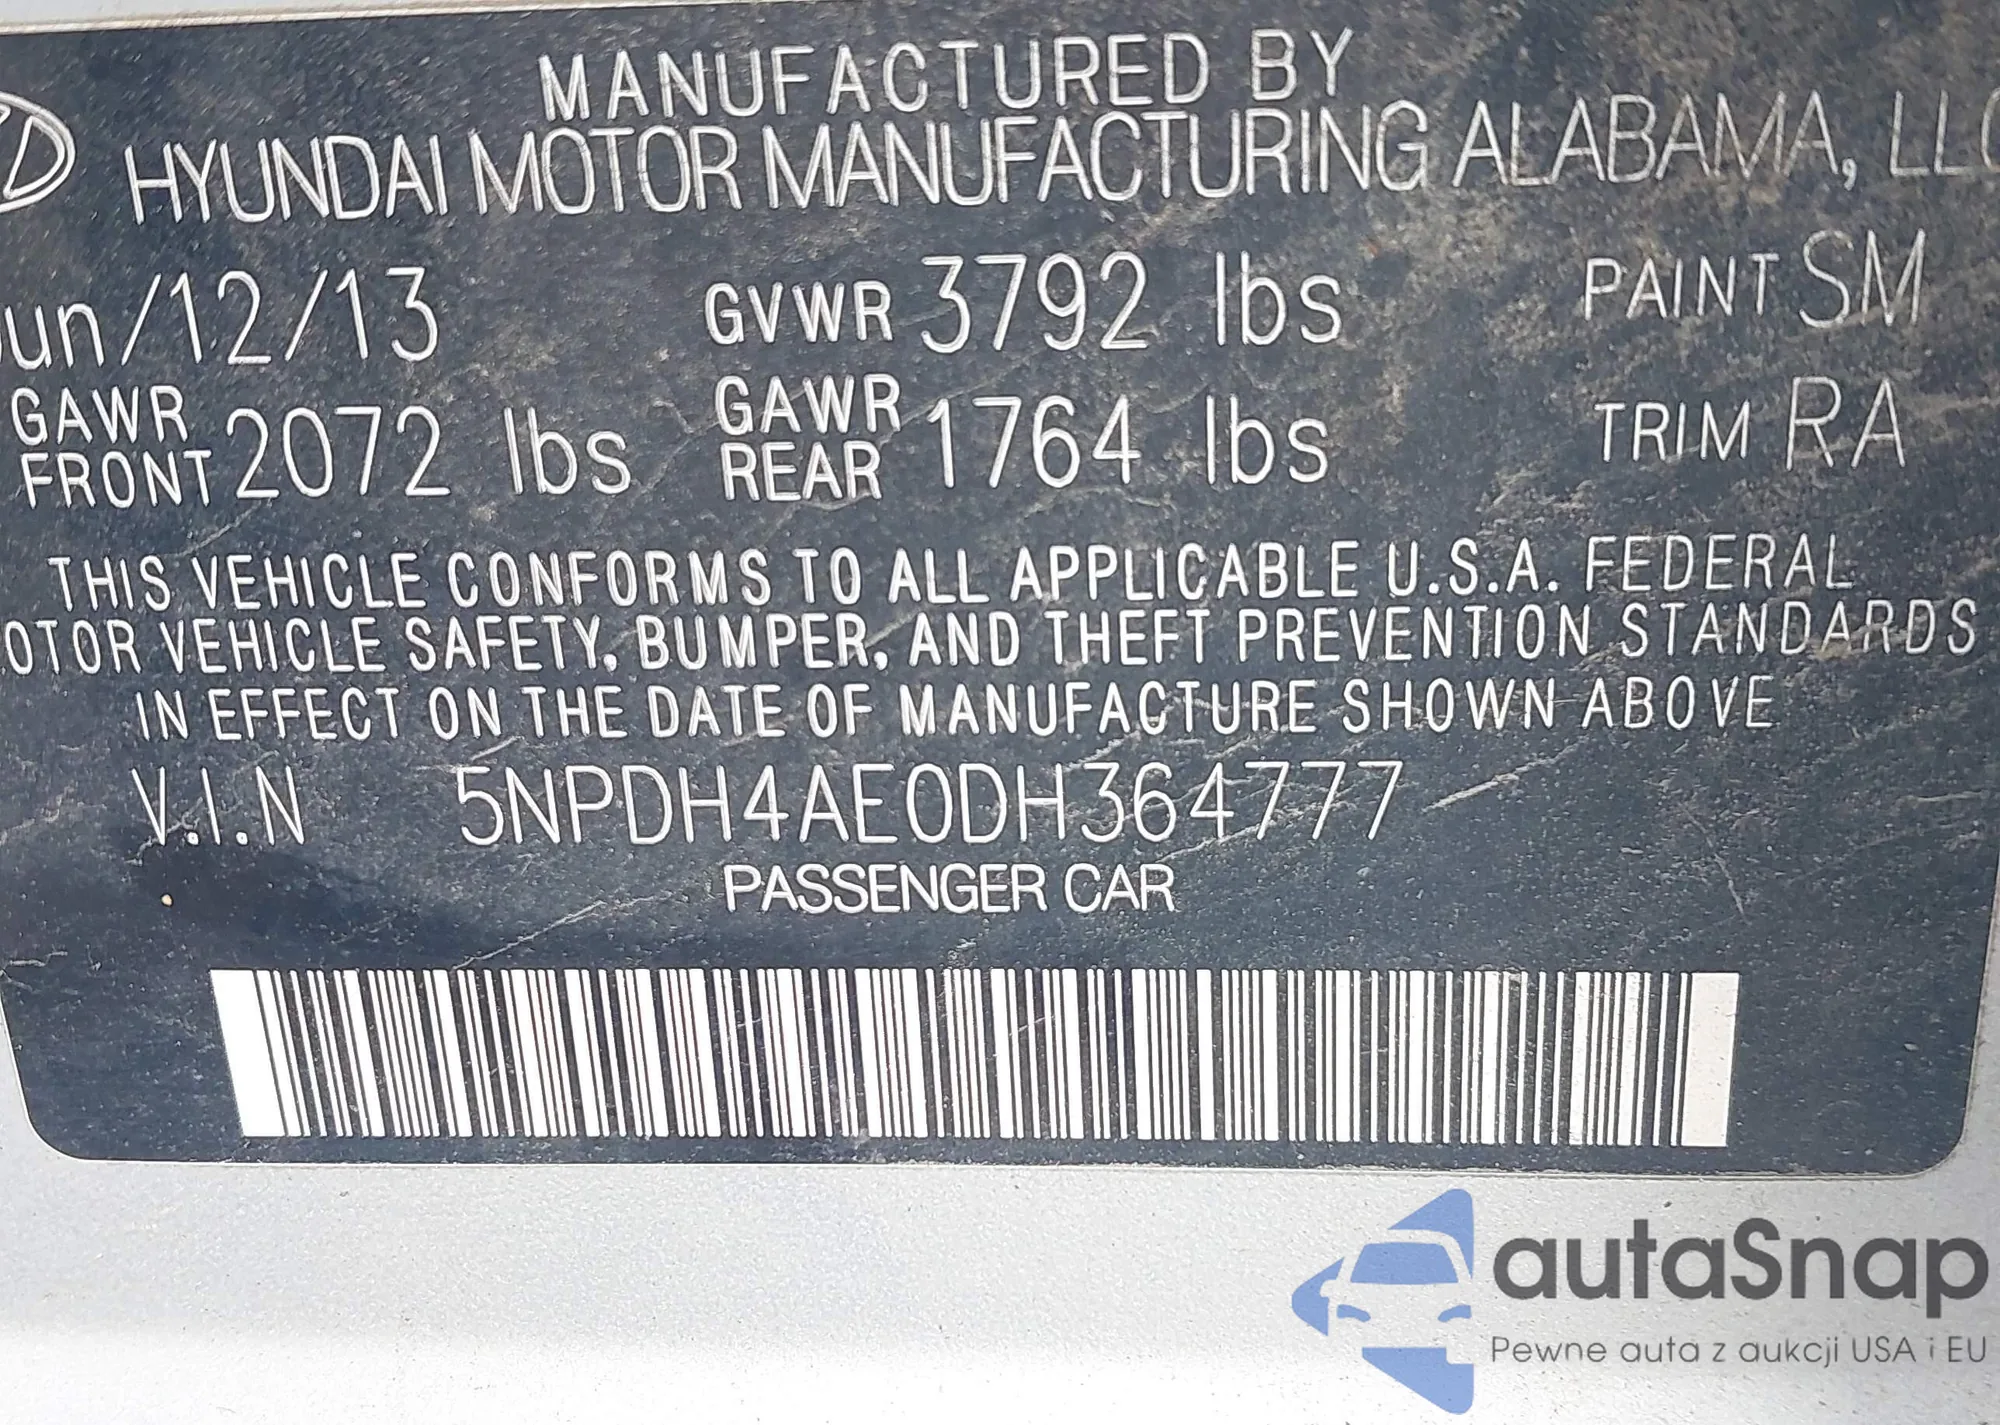 MANUFACTURED BY
HYUNDAI MOTOR MANUFACTURING ALABAMA, LLC
un/12/13 GVWR 3792 lbs PAINT SM
GAWR FRONT 2072 lbs GAWR REAR 1764 lbs TRIM RA
THIS VEHICLE CONFORMS TO ALL APPLICABLE U.S.A. FEDERAL
OTOR VEHICLE SAFETY, BUMPER, AND THEFT PREVENTION STANDARDS
IN EFFECT ON THE DATE OF MANUFACTURE SHOWN ABOVE
V.I.N 5NPDH4AE0DH364777
PASSENGER CAR
autaSnap
Pewne auta z aukcji USA i EU